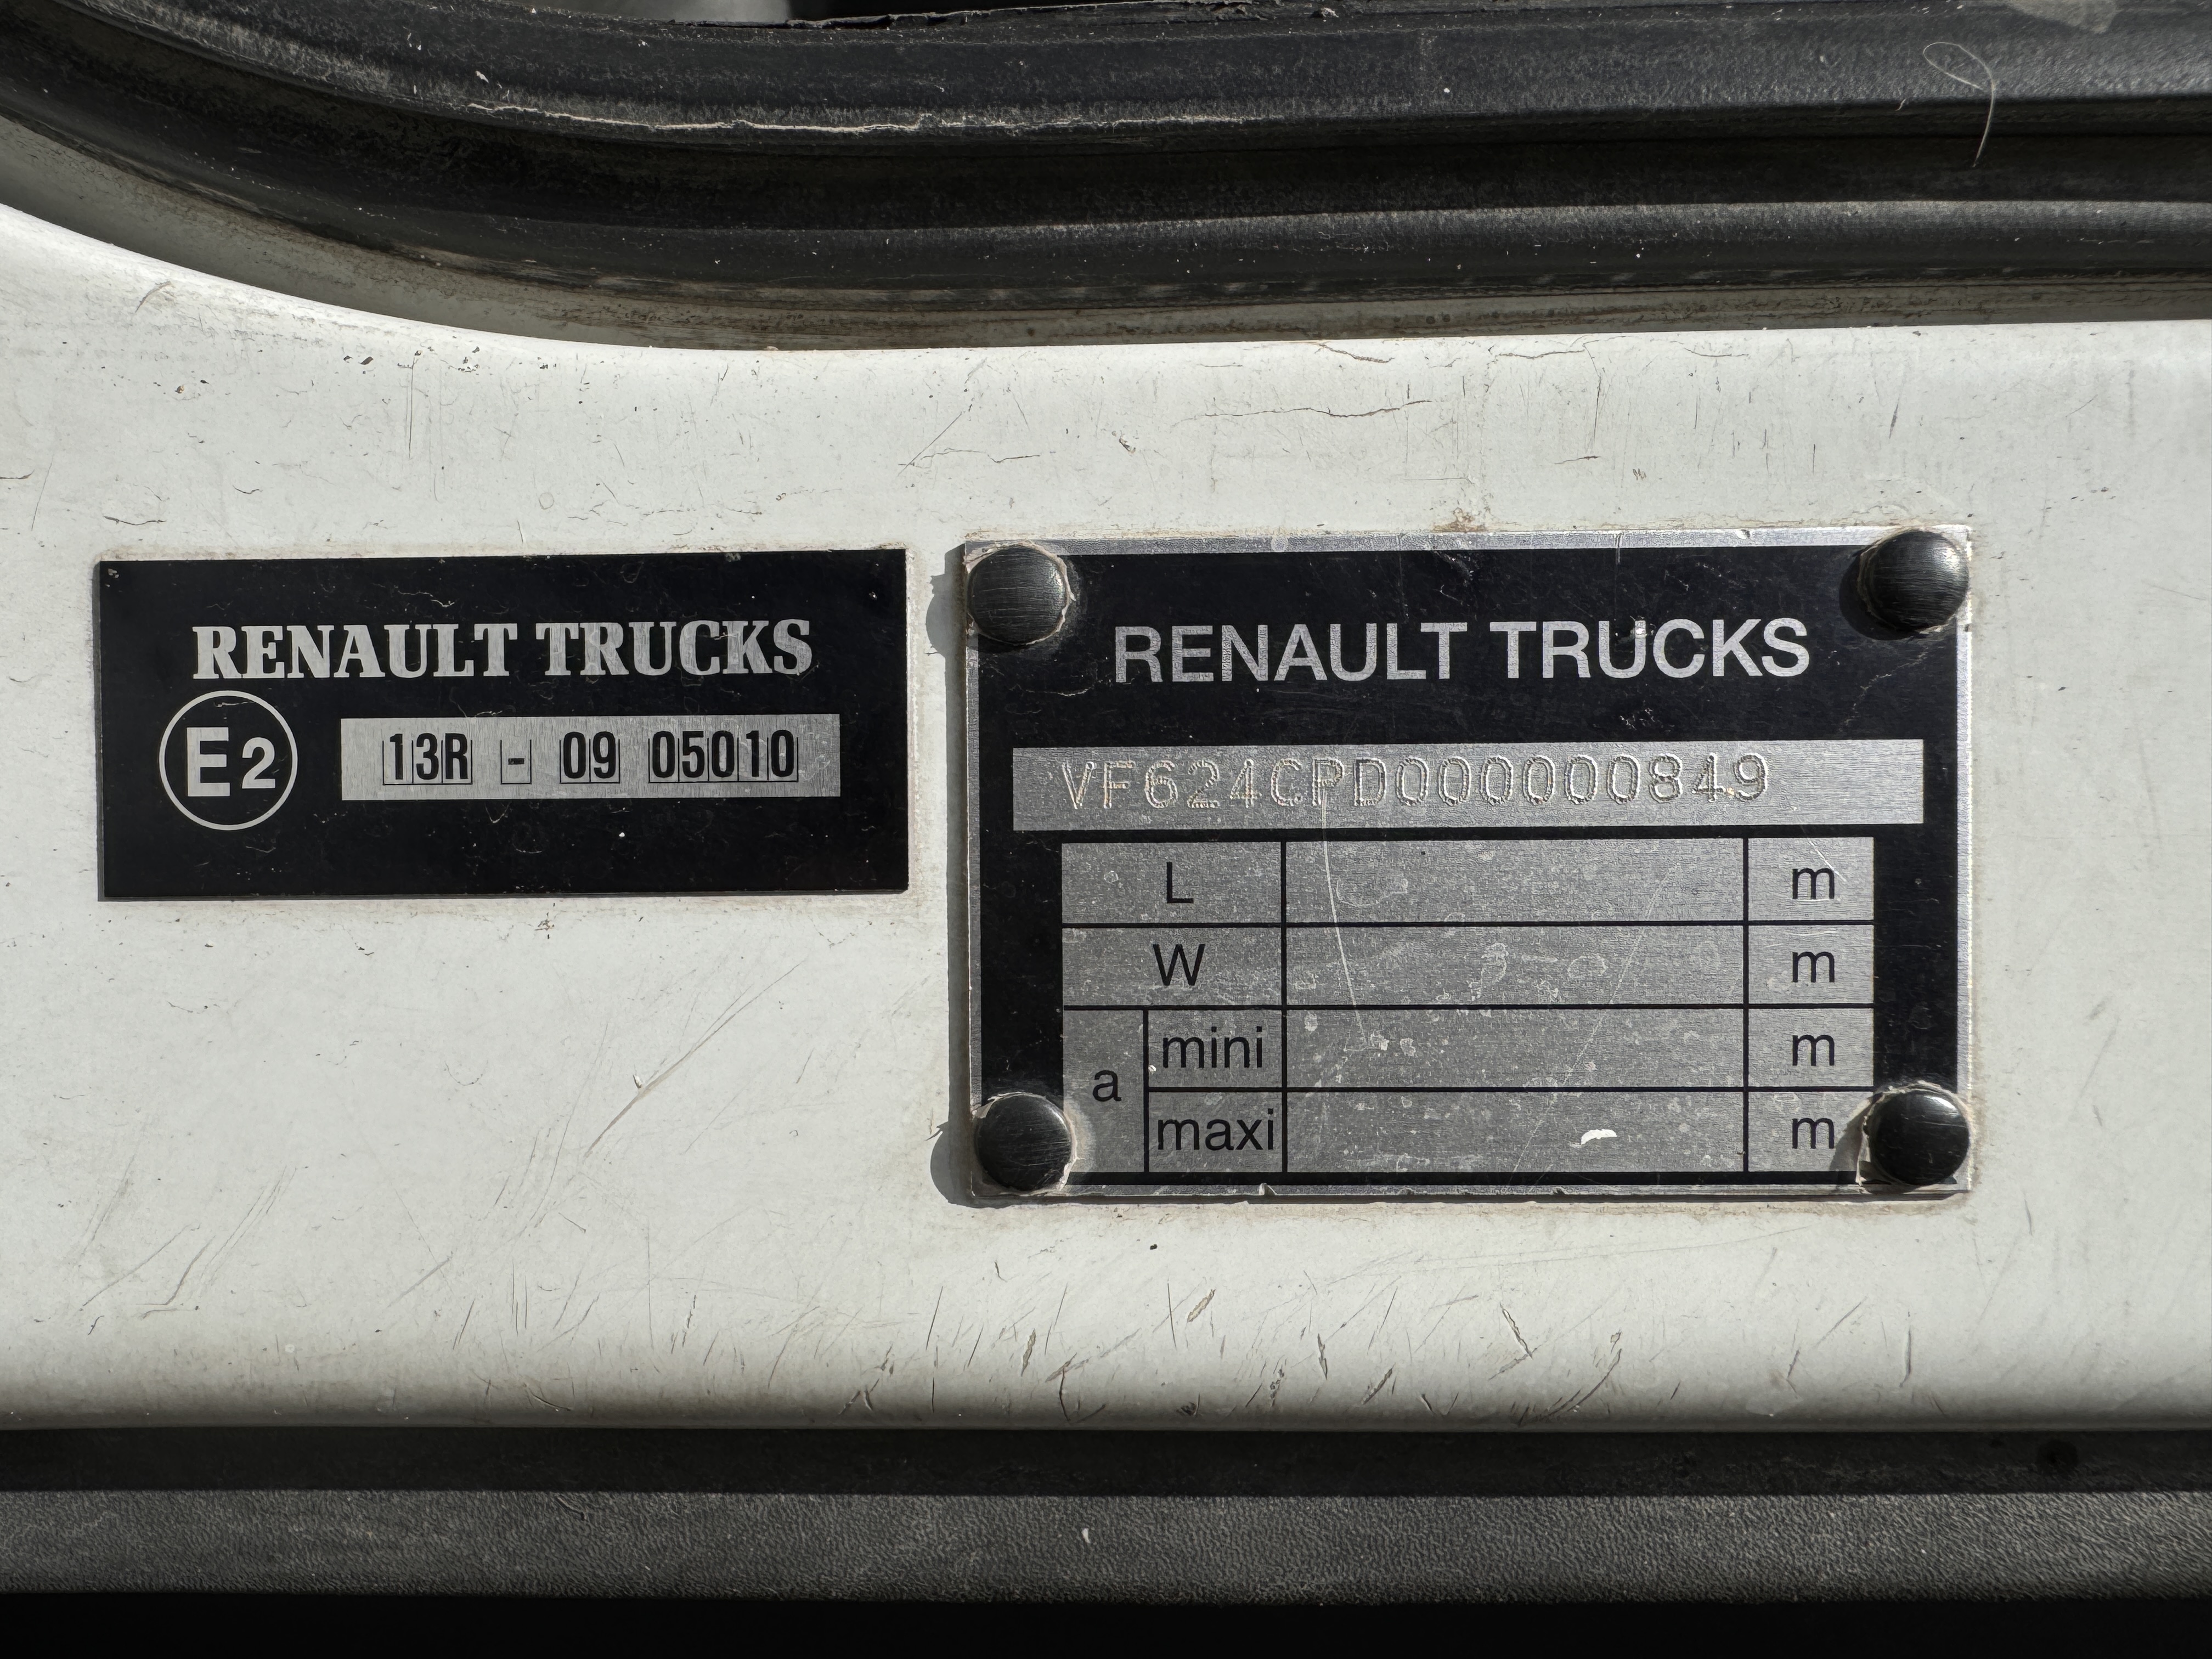 RENAULT TRUCKS
E2 13R - 09 05010
RENAULT TRUCKS
VF624CPD000000849
L m
W m
a mini m
maxi m